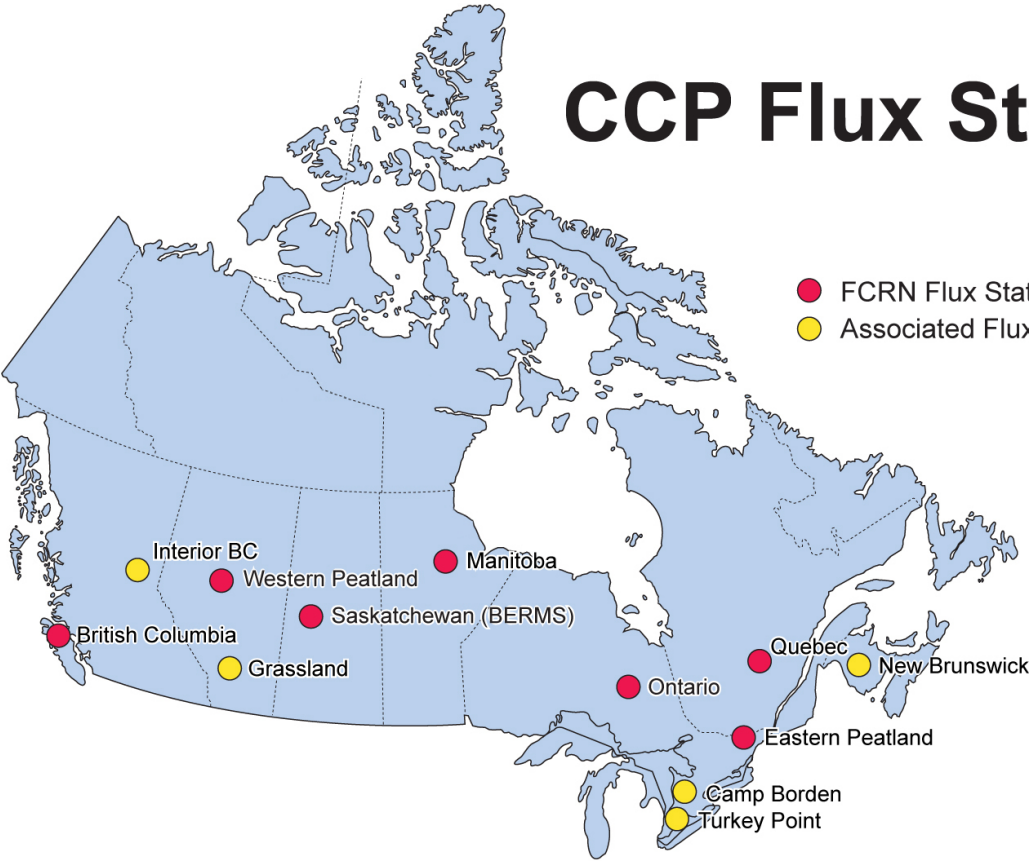 CCP Flux St
FCRN Flux Stat
Associated Flux
Interior BC
Western Peatland
Manitoba
Saskatchewan (BERMS)
British Columbia
Grassland
Quebec
New Brunswick
Ontario
Eastern Peatland
Camp Borden
Turkey Point